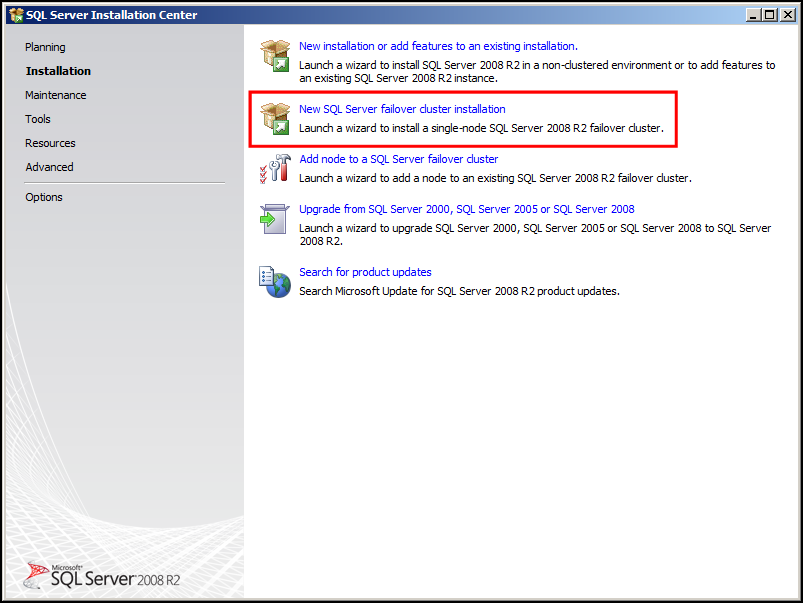 SQL Server Installation Center
Planning
Installation
Maintenance
Tools
Resources
Advanced
Options
New installation or add features to an existing installation.
Launch a wizard to install SQL Server 2008 R2 in a non-clustered environment or to add features to
an existing SQL Server 2008 R2 instance.
New SQL Server failover cluster installation
Launch a wizard to install a single-node SQL Server 2008 R2 failover cluster.
Add node to a SQL Server failover cluster
Launch a wizard to add a node to an existing SQL Server 2008 R2 failover cluster.
Upgrade from SQL Server 2000, SQL Server 2005 or SQL Server 2008
Launch a wizard to upgrade SQL Server 2000, SQL Server 2005 or SQL Server 2008 to SQL Server
2008 R2.
Search for product updates
Search Microsoft Update for SQL Server 2008 R2 product updates.
Microsoft®
SQL Server 2008 R2